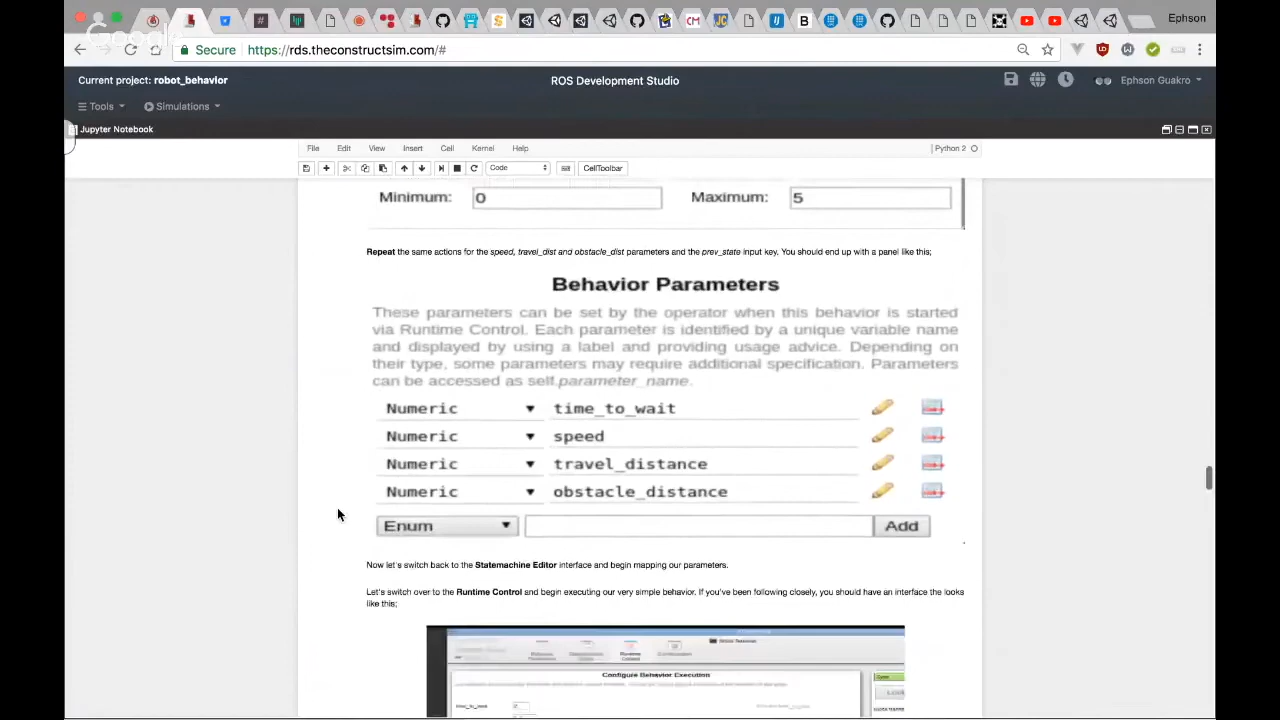 Google
Ephson
Secure https://rds.theconstructsim.com/#
Current project: robot_behavior
ROS Development Studio
Ephson Guakro
Tools
Simulations
Jupyter Notebook
File Edit View Insert Cell Kernel Help
Python 2
Code
CellToolbar
Minimum: 0 Maximum: 5
Repeat the same actions for the speed, travel_dist and obstacle_dist parameters and the prev_state input key. You should end up with a panel like this;
Behavior Parameters
These parameters can be set by the operator when this behavior is started
via Runtime Control. Each parameter is identified by a unique variable name
and displayed by using a label and providing usage advice. Depending on
their type, some parameters may require additional specification. Parameters
can be accessed as self.parameter_name.
Numeric time_to_wait
Numeric speed
Numeric travel_distance
Numeric obstacle_distance
Enum Add
Now let's switch back to the Statemachine Editor interface and begin mapping our parameters.
Let's switch over to the Runtime Control and begin executing our very simple behavior. If you've been following closely, you should have an interface the looks
like this;
Configure Behavior Execution